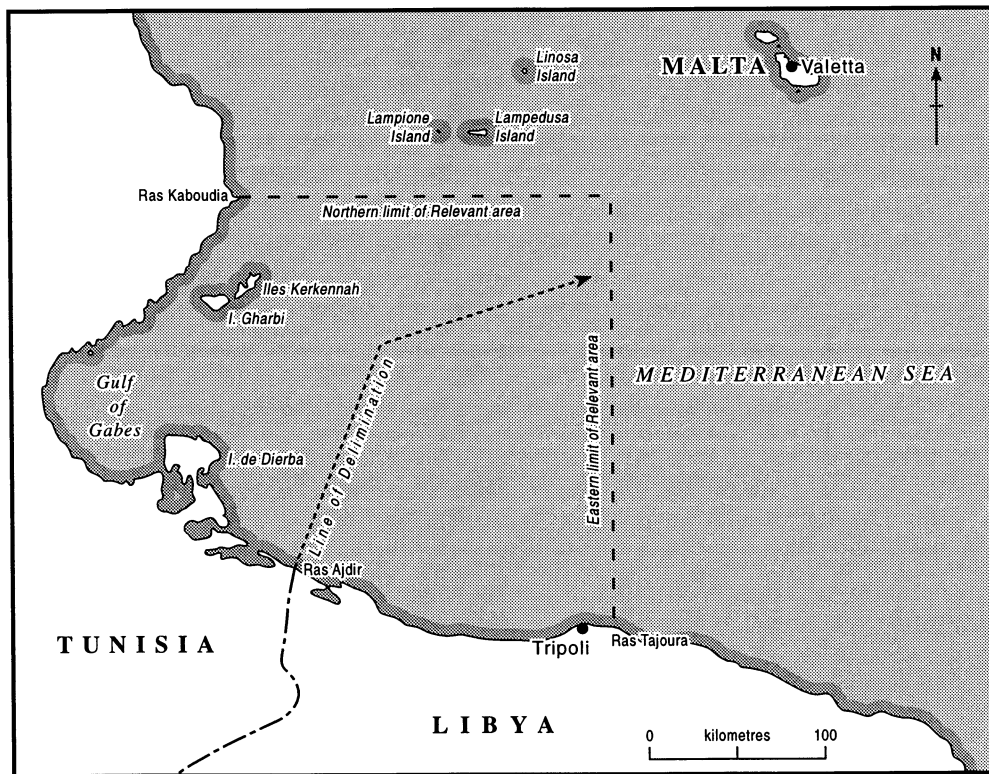 Linosa
Island
MALTA
Valetta
N
Lampione
Island
Lampedusa
Island
Ras Kaboudia
Northern limit of Relevant area
Iles Kerkennah
I. Gharbi
Line of Delimination
Eastern limit of Relevant area
MEDITERRANEAN SEA
Gulf
of
Gabes
I. de Dierba
Ras Ajdir
TUNISIA
Tripoli
Ras Tajoura
LIBYA
0 kilometres 100